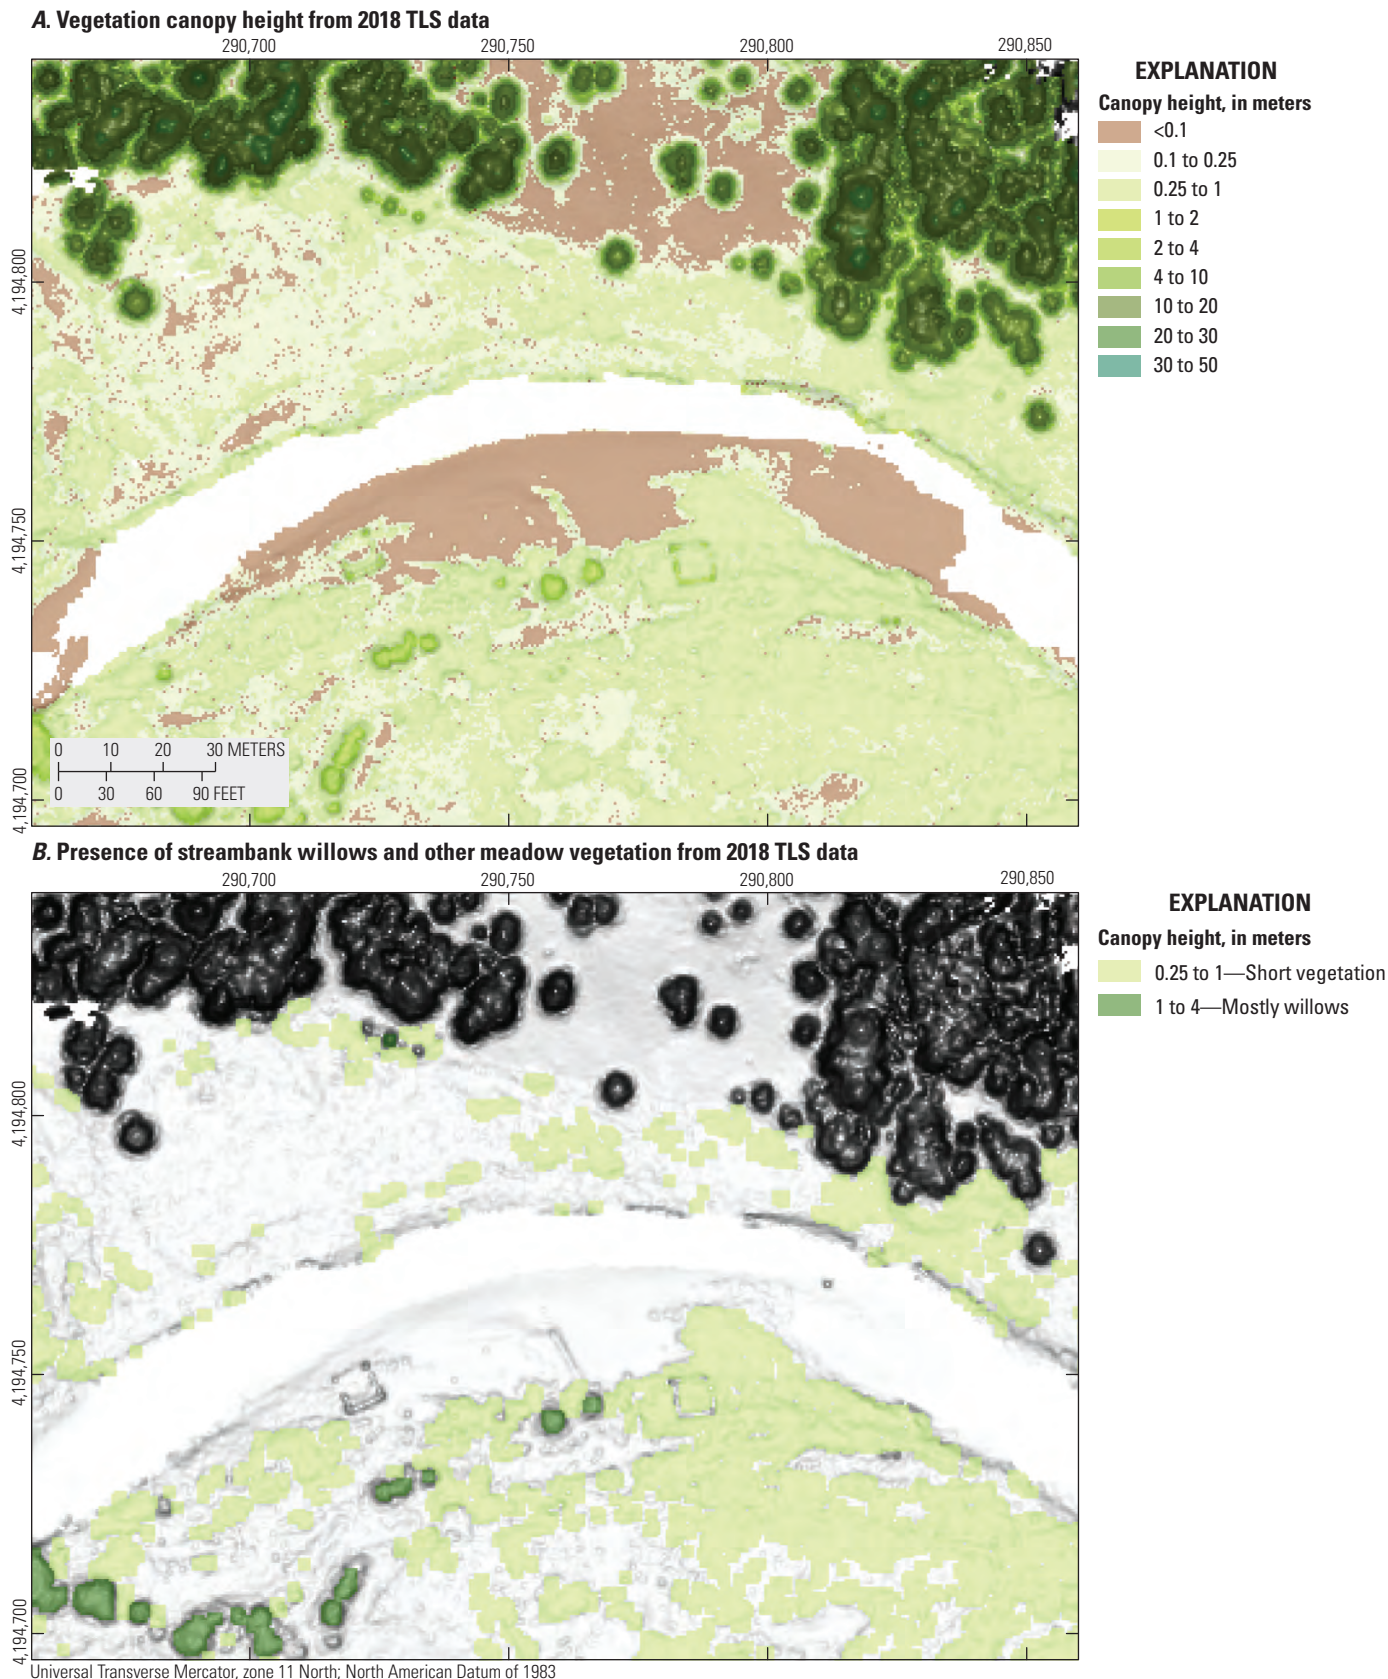 A. Vegetation canopy height from 2018 TLS data
290,700 290,750 290,800 290,850
4,194,800
4,194,750
4,194,700
0 10 20 30 METERS
0 30 60 90 FEET
EXPLANATION
Canopy height, in meters
<0.1
0.1 to 0.25
0.25 to 1
1 to 2
2 to 4
4 to 10
10 to 20
20 to 30
30 to 50
B. Presence of streambank willows and other meadow vegetation from 2018 TLS data
290,700 290,750 290,800 290,850
4,194,800
4,194,750
4,194,700
EXPLANATION
Canopy height, in meters
0.25 to 1—Short vegetation
1 to 4—Mostly willows
Universal Transverse Mercator, zone 11 North; North American Datum of 1983